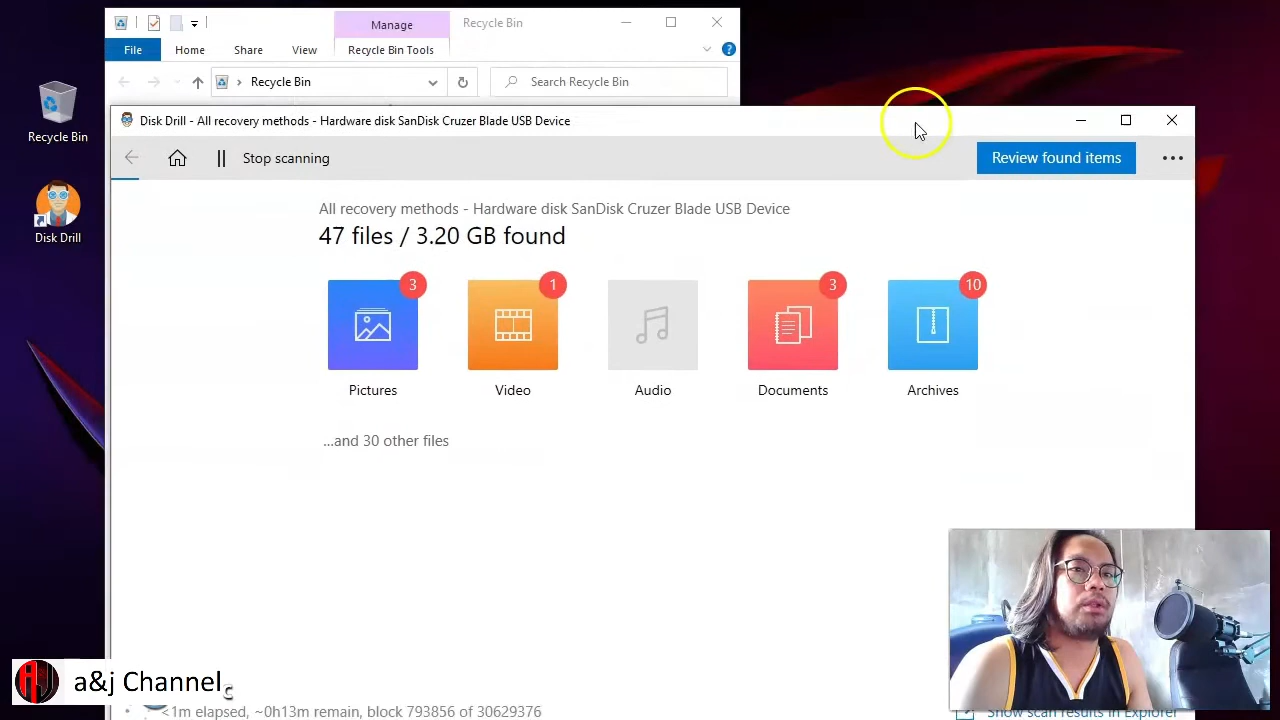 Manage
Recycle Bin
File
Home
Share
View
Recycle Bin Tools
Recycle Bin
Search Recycle Bin
Recycle Bin
Disk Drill
Disk Drill - All recovery methods - Hardware disk SanDisk Cruzer Blade USB Device
Stop scanning
Review found items
All recovery methods - Hardware disk SanDisk Cruzer Blade USB Device
47 files / 3.20 GB found
3
1
3
10
Pictures
Video
Audio
Documents
Archives
...and 30 other files
a&j Channel
<1m elapsed, ~0h13m remain, block 793856 of 30629376
Show scan results in Explorer